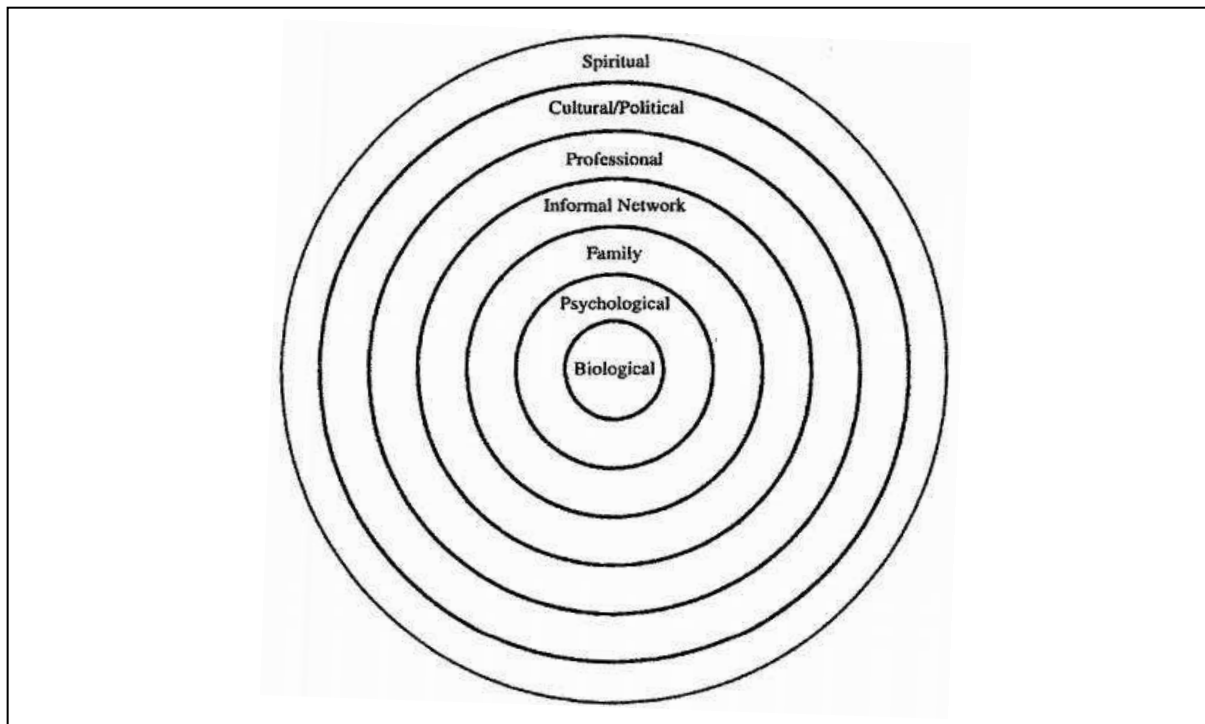 Spiritual
Cultural/Political
Professional
Informal Network
Family
Psychological
Biological